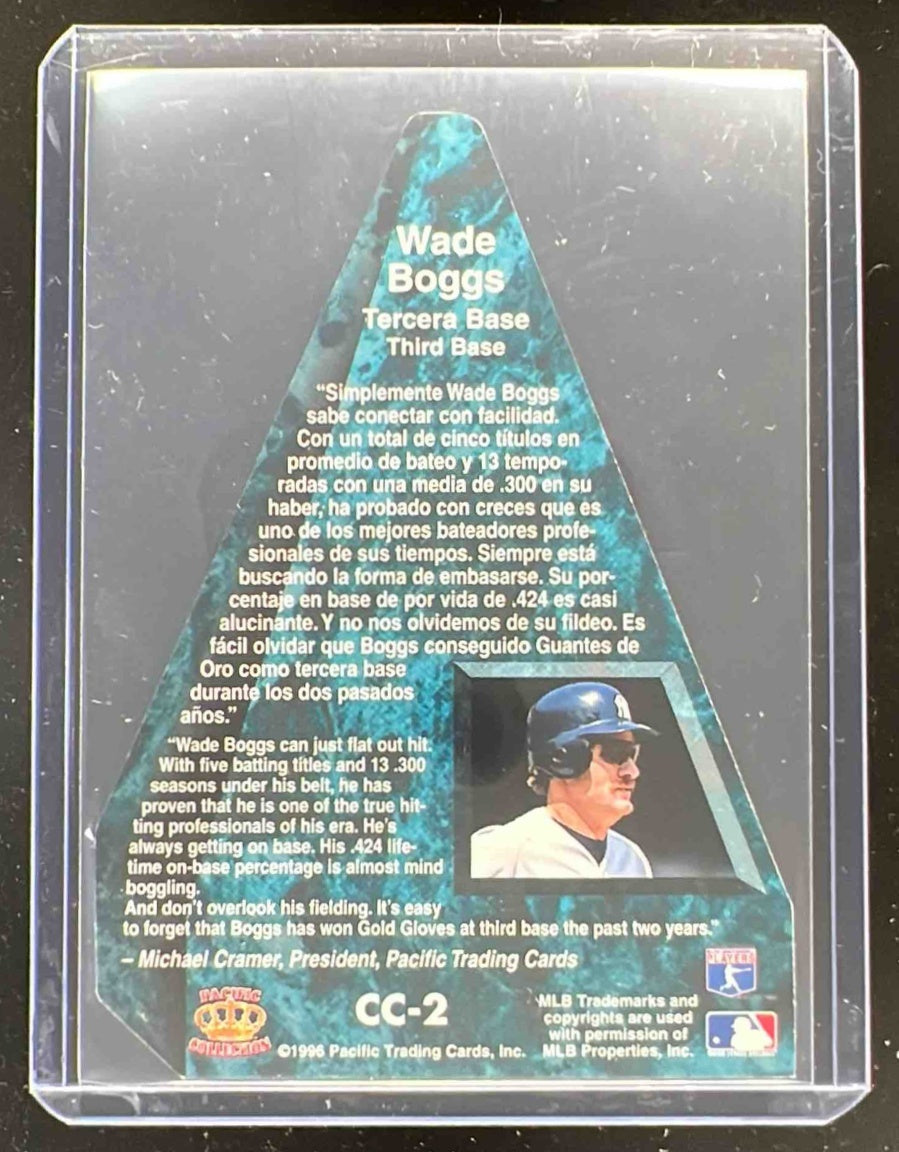 Wade
Boggs
Tercera Base
Third Base
“Simplemente Wade Boggs
sabe conectar con facilidad.
Con un total de cinco títulos en
promedio de bateo y 13 tempo-
radas con una media de .300 en su
haber, ha probado con creces que es
uno de los mejores bateadores profe-
sionales de sus tiempos. Siempre está
buscando la forma de embasarse. Su por-
centaje en base de por vida de .424 es casi
alucinante. Y no nos olvidemos de su fildeo. Es
fácil olvidar que Boggs conseguido Guantes de
Oro como tercera base
durante los dos pasados
años.”
“Wade Boggs can just flat out hit.
With five batting titles and 13 .300
seasons under his belt, he has
proven that he is one of the true hit-
ting professionals of his era. He's
always getting on base. His .424 life-
time on-base percentage is almost mind
boggling.
And don't overlook his fielding. It's easy
to forget that Boggs has won Gold Gloves at third base the past two years.”
– Michael Cramer, President, Pacific Trading Cards
PLAYERS
PACIFIC
COLLECTION
CC-2
©1996 Pacific Trading Cards, Inc.
MLB Trademarks and
copyrights are used
with permission of
MLB Properties, Inc.